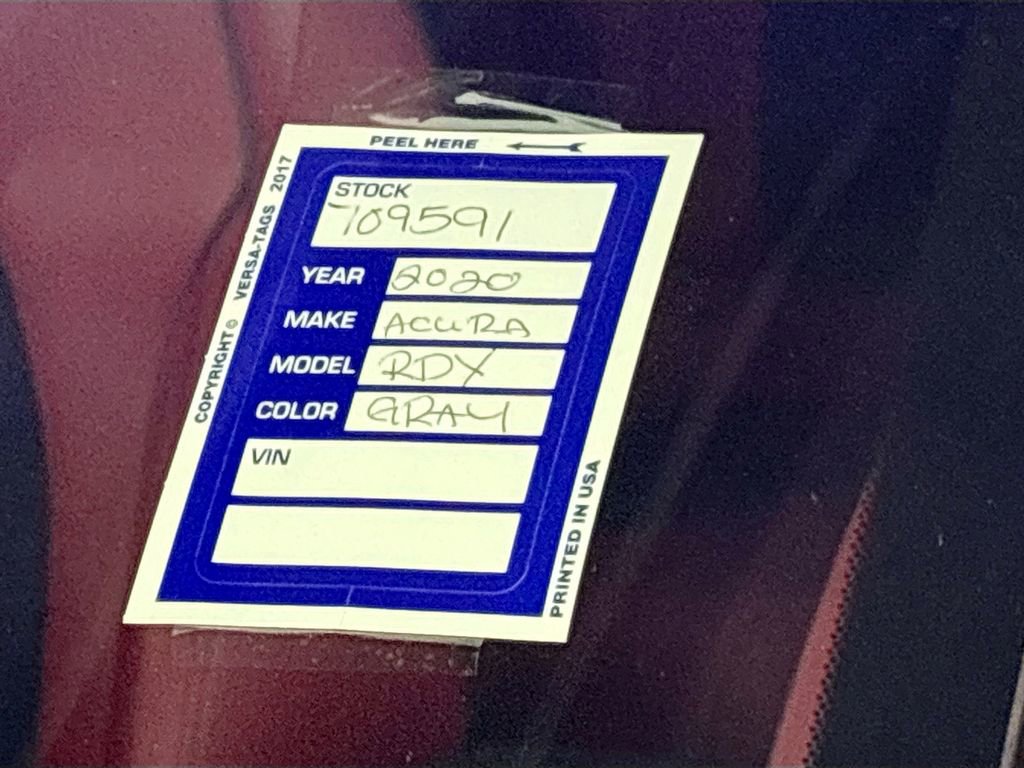 PEEL HERE
COPYRIGHT © VERSA-TAGS 2017
STOCK
709591
YEAR 2020
MAKE ACURA
MODEL RDX
COLOR GRAY
VIN
PRINTED IN USA